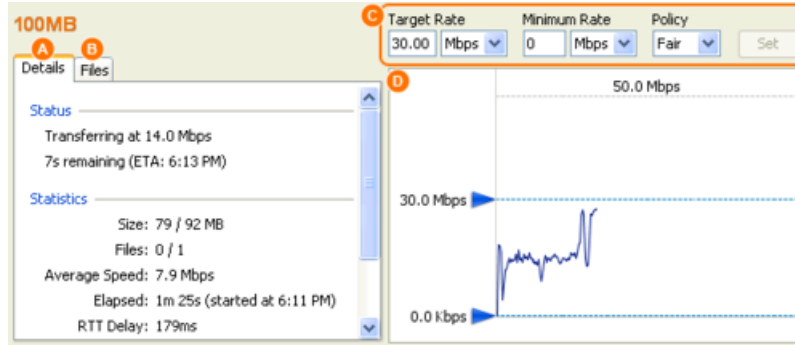 100MB
A
B
Details
Files
Status
Transferring at 14.0 Mbps
7s remaining (ETA: 6:13 PM)
Statistics
Size: 79 / 92 MB
Files: 0 / 1
Average Speed: 7.9 Mbps
Elapsed: 1m 25s (started at 6:11 PM)
RTT Delay: 179ms
C
Target Rate
Minimum Rate
Policy
30.00 Mbps
0 Mbps
Fair
Set
D
50.0 Mbps
30.0 Mbps
0.0 Kbps